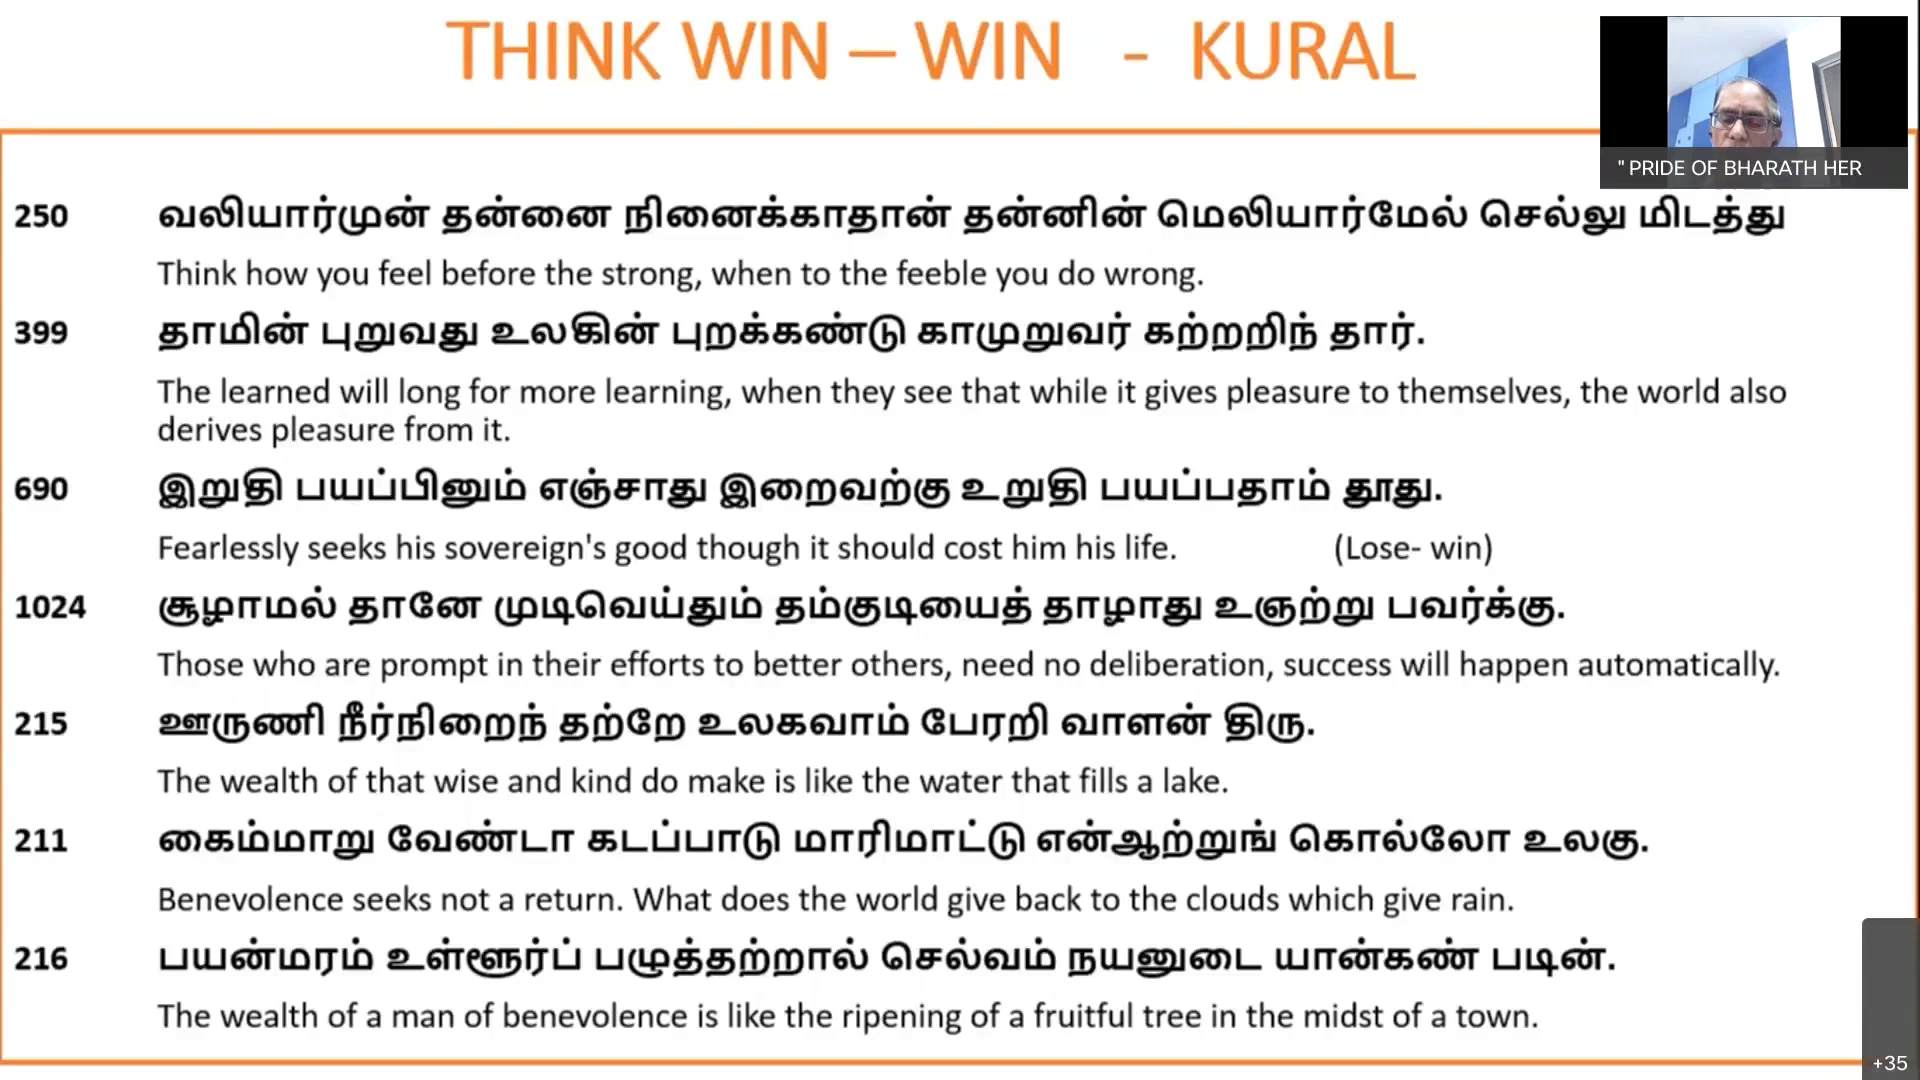 THINK WIN – WIN - KURAL
" PRIDE OF BHARATH HER
250 வலியார்முன் தன்னை நினைக்காதான் தன்னின் மெலியார்மேல் செல்லு மிடத்து
Think how you feel before the strong, when to the feeble you do wrong.
399 தாமின் புறுவது உலகின் புறக்கண்டு காமுறுவர் கற்றறிந் தார்.
The learned will long for more learning, when they see that while it gives pleasure to themselves, the world also
derives pleasure from it.
690 இறுதி பயப்பினும் எஞ்சாது இறைவற்கு உறுதி பயப்பதாம் தூது.
Fearlessly seeks his sovereign's good though it should cost him his life. (Lose- win)
1024 சூழாமல் தானே முடிவெய்தும் தம்குடியைத் தாழாது உஞற்று பவர்க்கு.
Those who are prompt in their efforts to better others, need no deliberation, success will happen automatically.
215 ஊருணி நீர்நிறைந் தற்றே உலகவாம் பேரறி வாளன் திரு.
The wealth of that wise and kind do make is like the water that fills a lake.
211 கைம்மாறு வேண்டா கடப்பாடு மாரிமாட்டு என்ஆற்றுங் கொல்லோ உலகு.
Benevolence seeks not a return. What does the world give back to the clouds which give rain.
216 பயன்மரம் உள்ளூர்ப் பழுத்தற்றால் செல்வம் நயனுடை யான்கண் படின்.
The wealth of a man of benevolence is like the ripening of a fruitful tree in the midst of a town.
+35